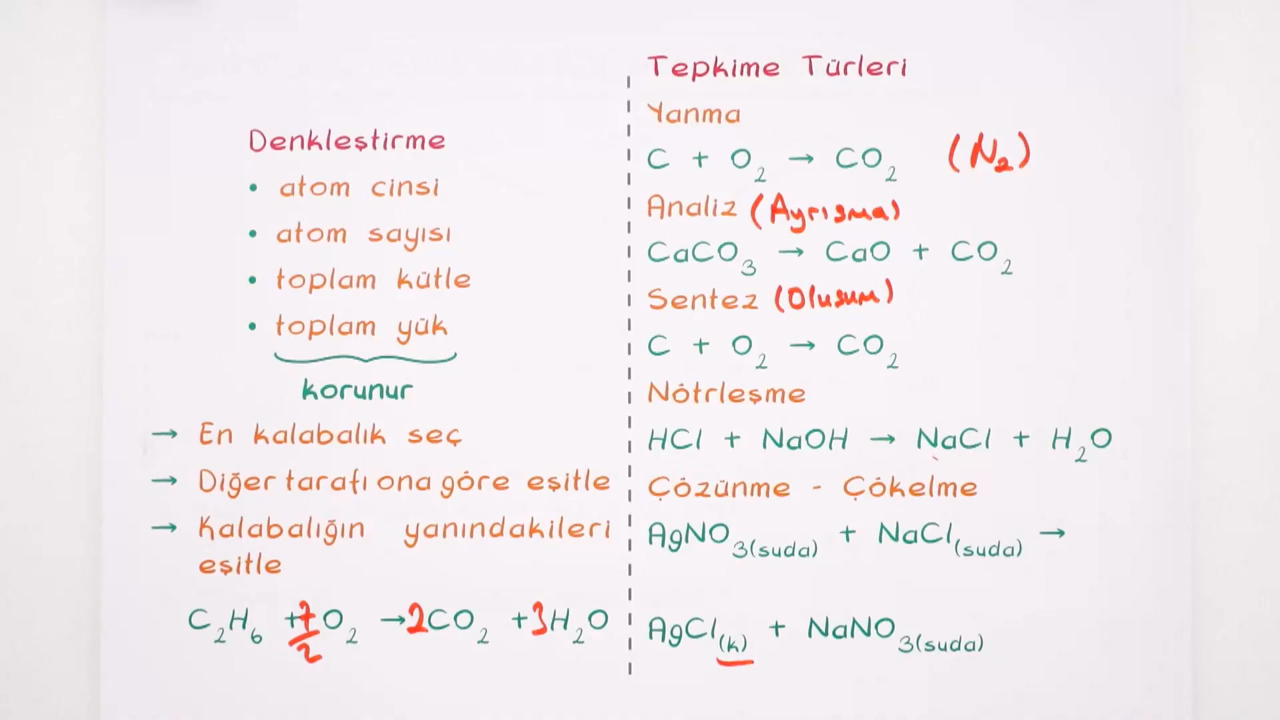 Denkleştirme
• atom cinsi
• atom sayısı
• toplam kütle
• toplam yük
korunur
→ En kalabalık seç
→ Diğer tarafı ona göre eşitle
→ Kalabalığın yanındakileri
eşitle
C₂H₆ + 7/2 O₂ → 2CO₂ + 3H₂O
Tepkime Türleri
Yanma
C + O₂ → CO₂ (N₂)
Analiz (Ayrışma)
CaCO₃ → CaO + CO₂
Sentez (Oluşum)
C + O₂ → CO₂
Nötrleşme
HCl + NaOH → NaCl + H₂O
Çözünme - Çökelme
AgNO₃(suda) + NaCl(suda) →
AgCl(k) + NaNO₃(suda)